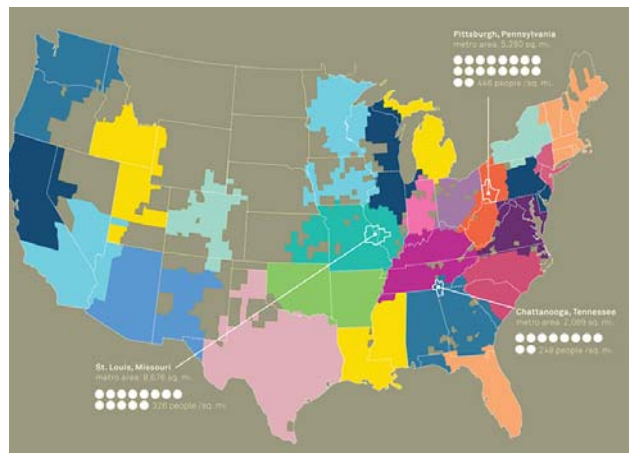 Pittsburgh, Pennsylvania
metro area: 5,280 sq. mi.
446 people /sq. mi.
Chattanooga, Tennessee
metro area: 2,089 sq. mi.
248 people /sq. mi.
St. Louis, Missouri
metro area: 8,676 sq. mi.
326 people /sq. mi.